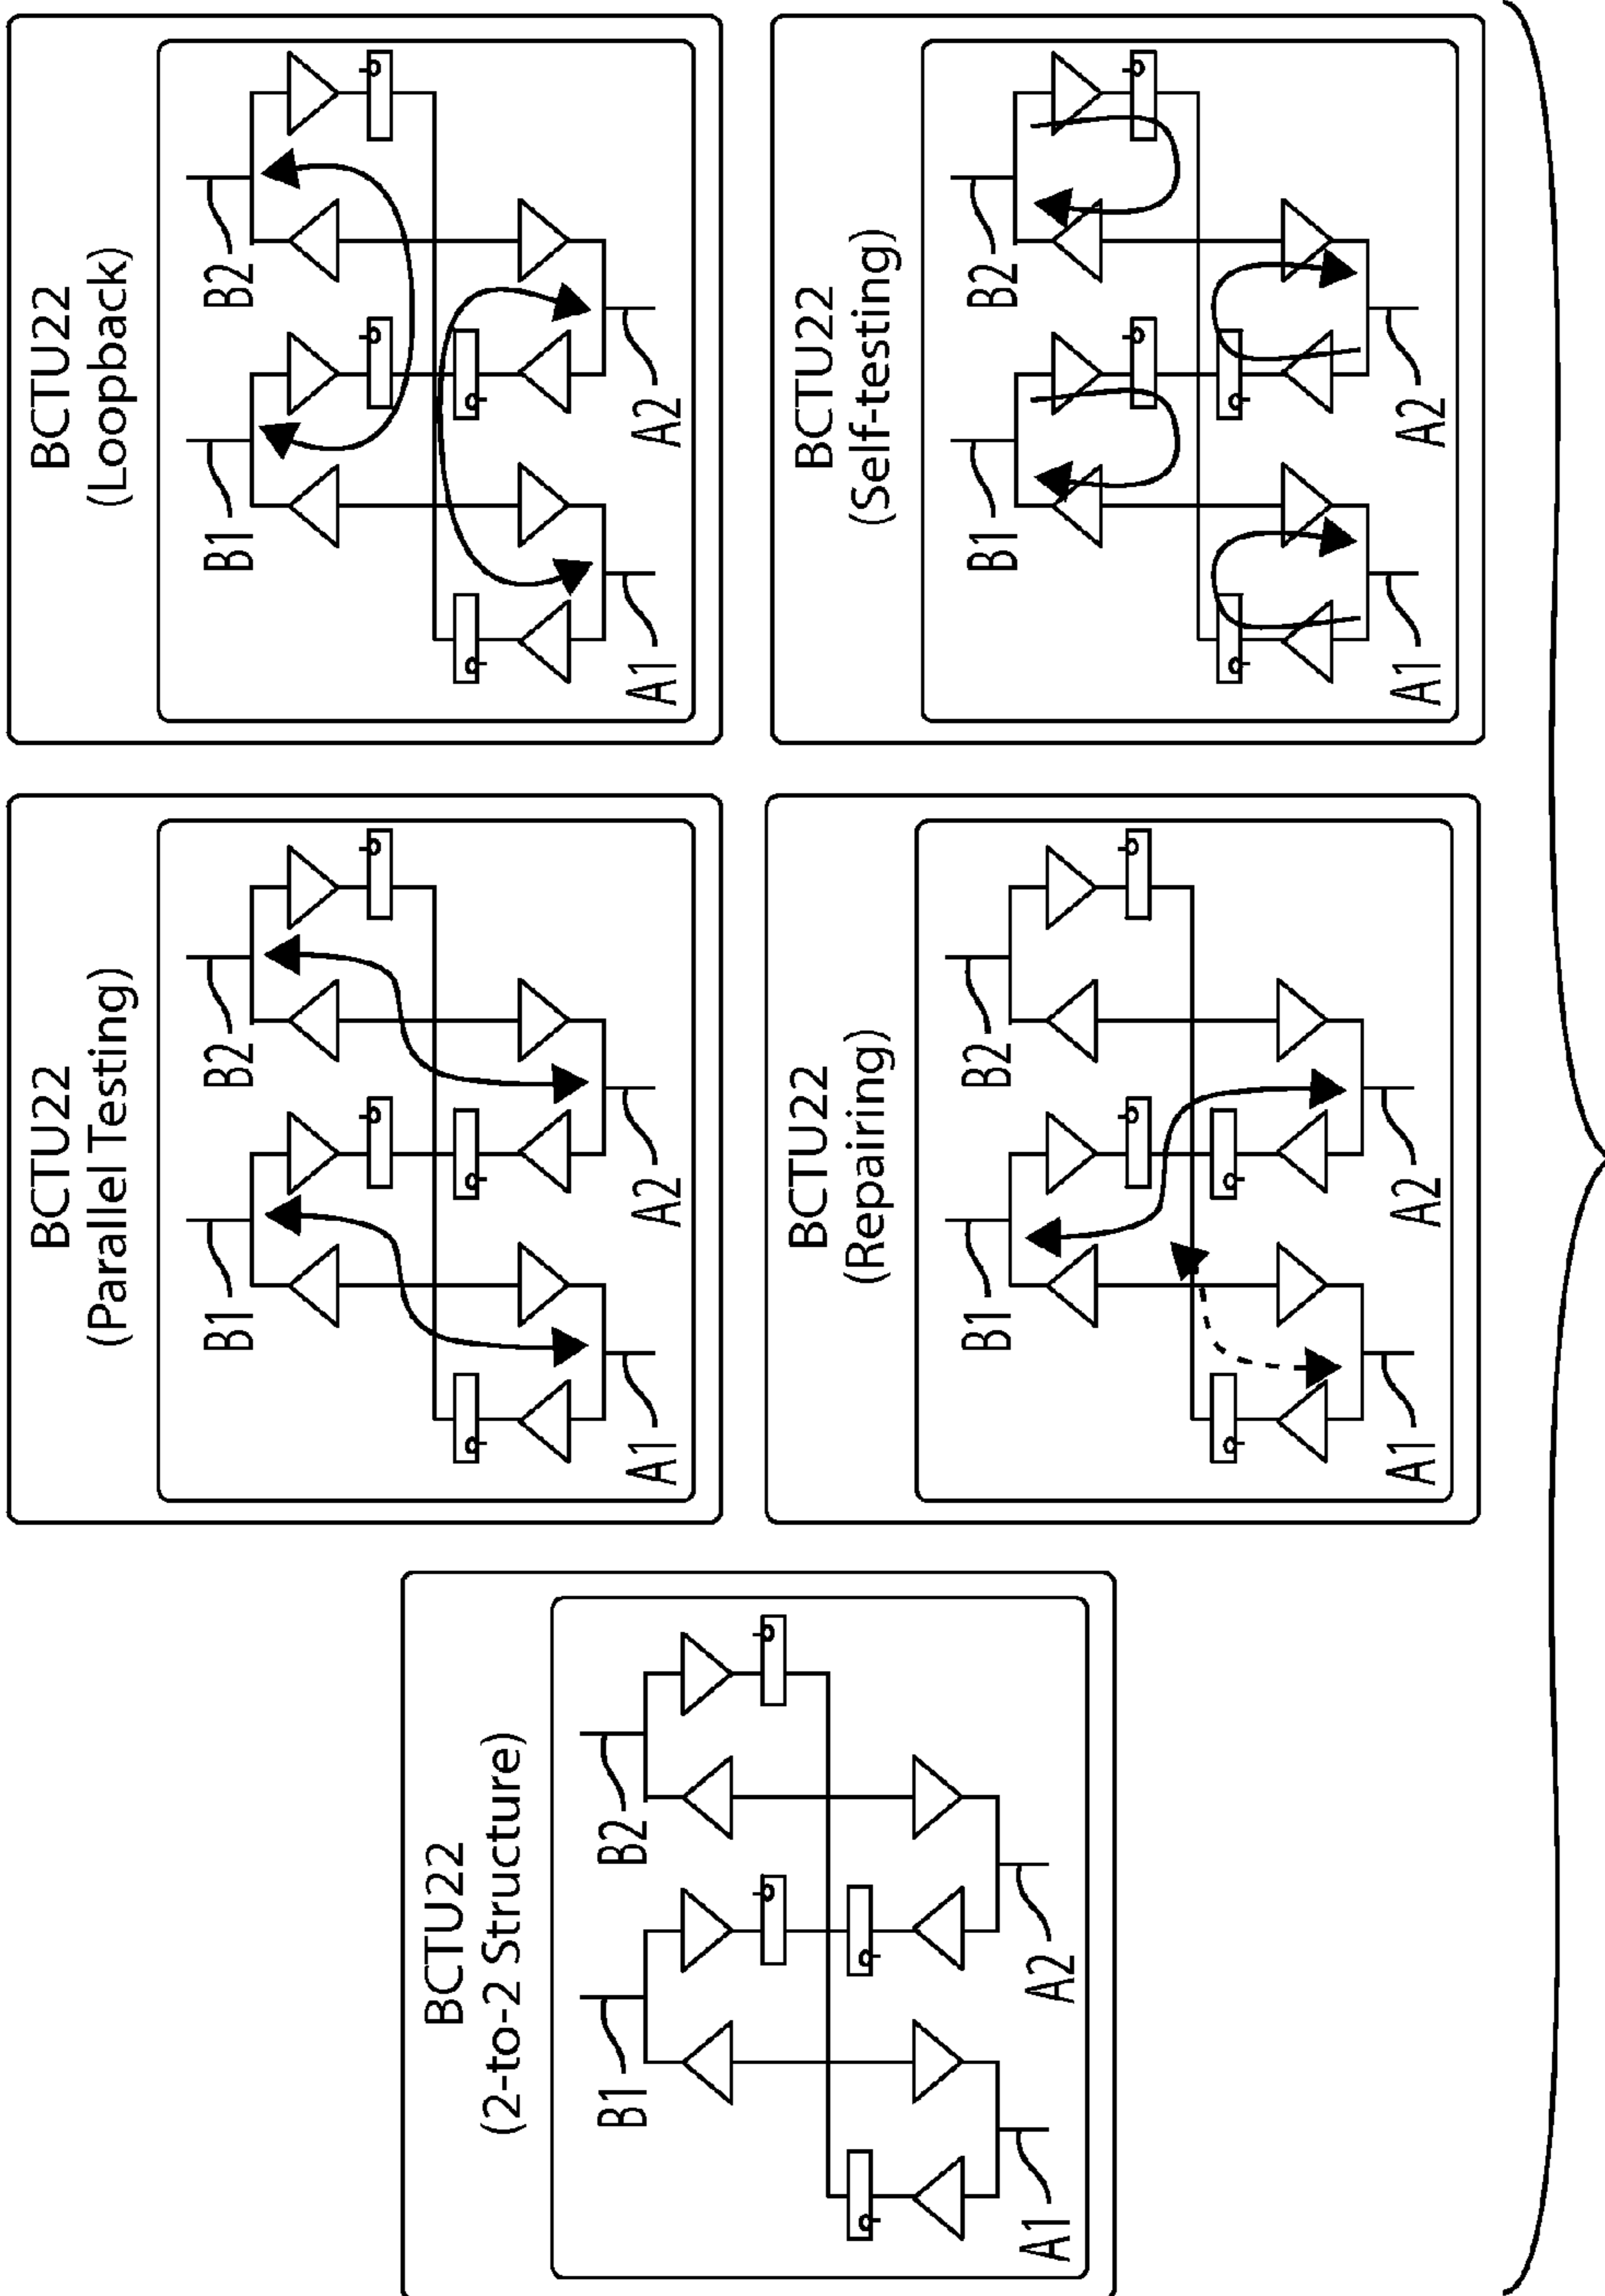 BCTU22
(2-to-2 Structure)
B1
B2
A1
A2
BCTU22
(Parallel Testing)
B1
B2
A1
A2
BCTU22
(Loopback)
B1
B2
A1
A2
BCTU22
(Repairing)
B1
B2
A1
A2
BCTU22
(Self-testing)
B1
B2
A1
A2